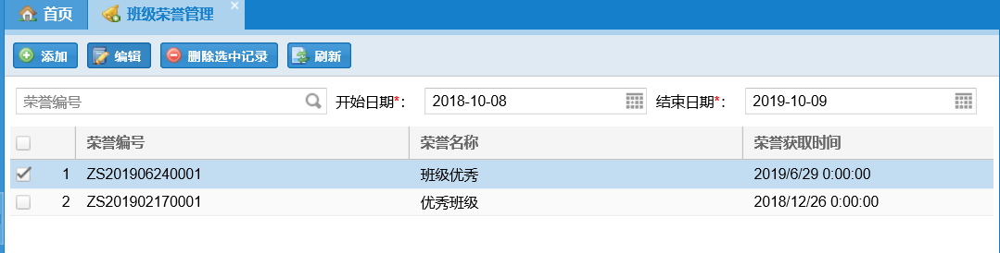 首页 班级荣誉管理
添加 编辑 删除选中记录 刷新
荣誉编号 开始日期*： 2018-10-08 结束日期*： 2019-10-09
荣誉编号 荣誉名称 荣誉获取时间
1 ZS201906240001 班级优秀 2019/6/29 0:00:00
2 ZS201902170001 优秀班级 2018/12/26 0:00:00